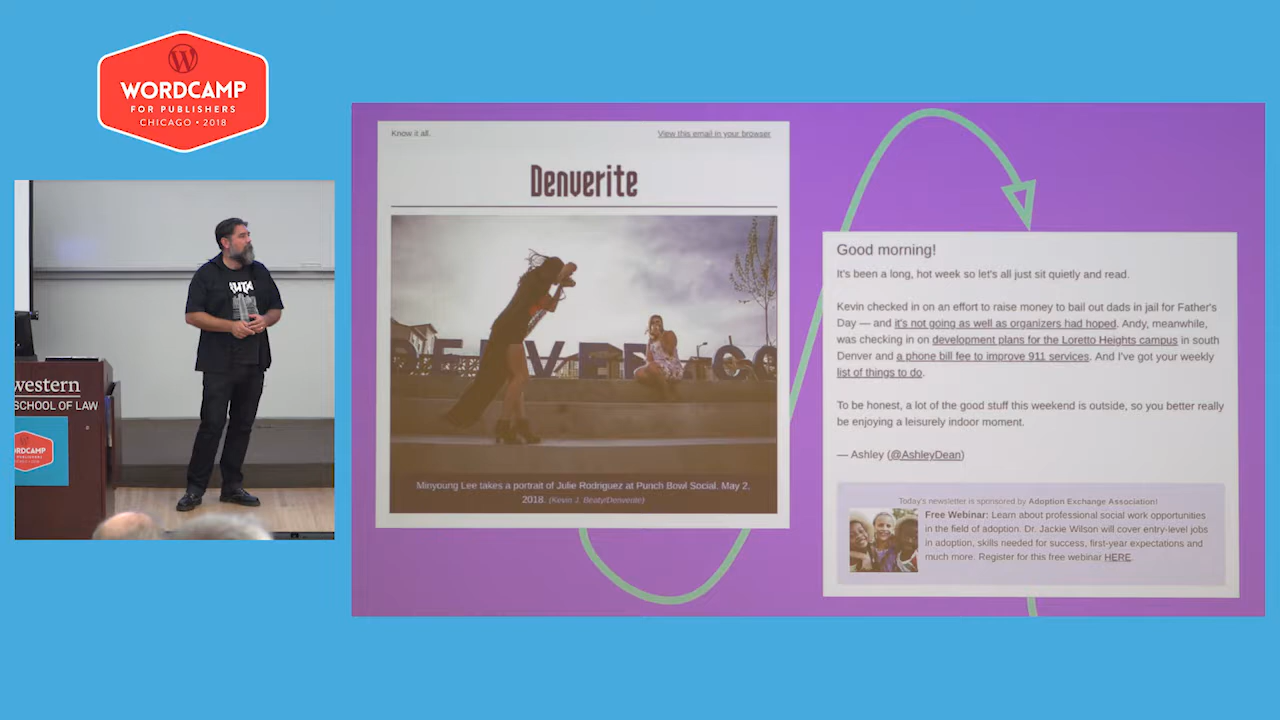 WORDCAMP
FOR PUBLISHERS
CHICAGO • 2018
western
SCHOOL OF LAW
WORDCAMP
Know it all.
View this email in your browser
Denverite
Minyoung Lee takes a portrait of Julie Rodriguez at Punch Bowl Social. May 2,
2018. (Kevin J. Beaty/Denverite)
Good morning!
It's been a long, hot week so let's all just sit quietly and read.
Kevin checked in on an effort to raise money to bail out dads in jail for Father's
Day — and it's not going as well as organizers had hoped. Andy, meanwhile,
was checking in on development plans for the Loretto Heights campus in south
Denver and a phone bill fee to improve 911 services. And I've got your weekly
list of things to do.
To be honest, a lot of the good stuff this weekend is outside, so you better really
be enjoying a leisurely indoor moment.
— Ashley (@AshleyDean)
Today's newsletter is sponsored by Adoption Exchange Association!
Free Webinar: Learn about professional social work opportunities
in the field of adoption. Dr. Jackie Wilson will cover entry-level jobs
in adoption, skills needed for success, first-year expectations and
much more. Register for this free webinar HERE.